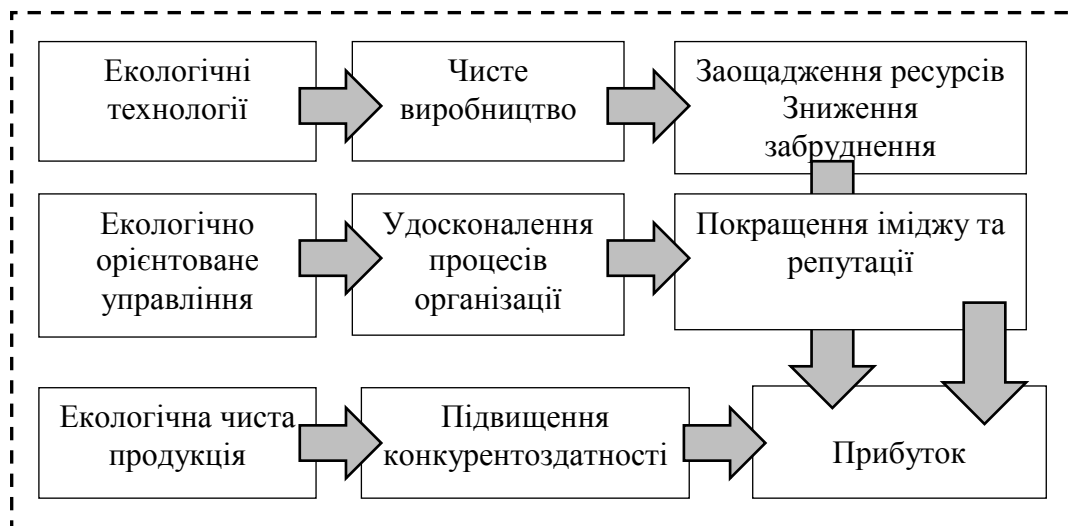 Екологічні
технології
Чисте
виробництво
Заощадження ресурсів
Зниження
забруднення
Екологічно
орієнтоване
управління
Удосконалення
процесів
організації
Покращення іміджу та
репутації
Екологічна чиста
продукція
Підвищення
конкурентоздатності
Прибуток